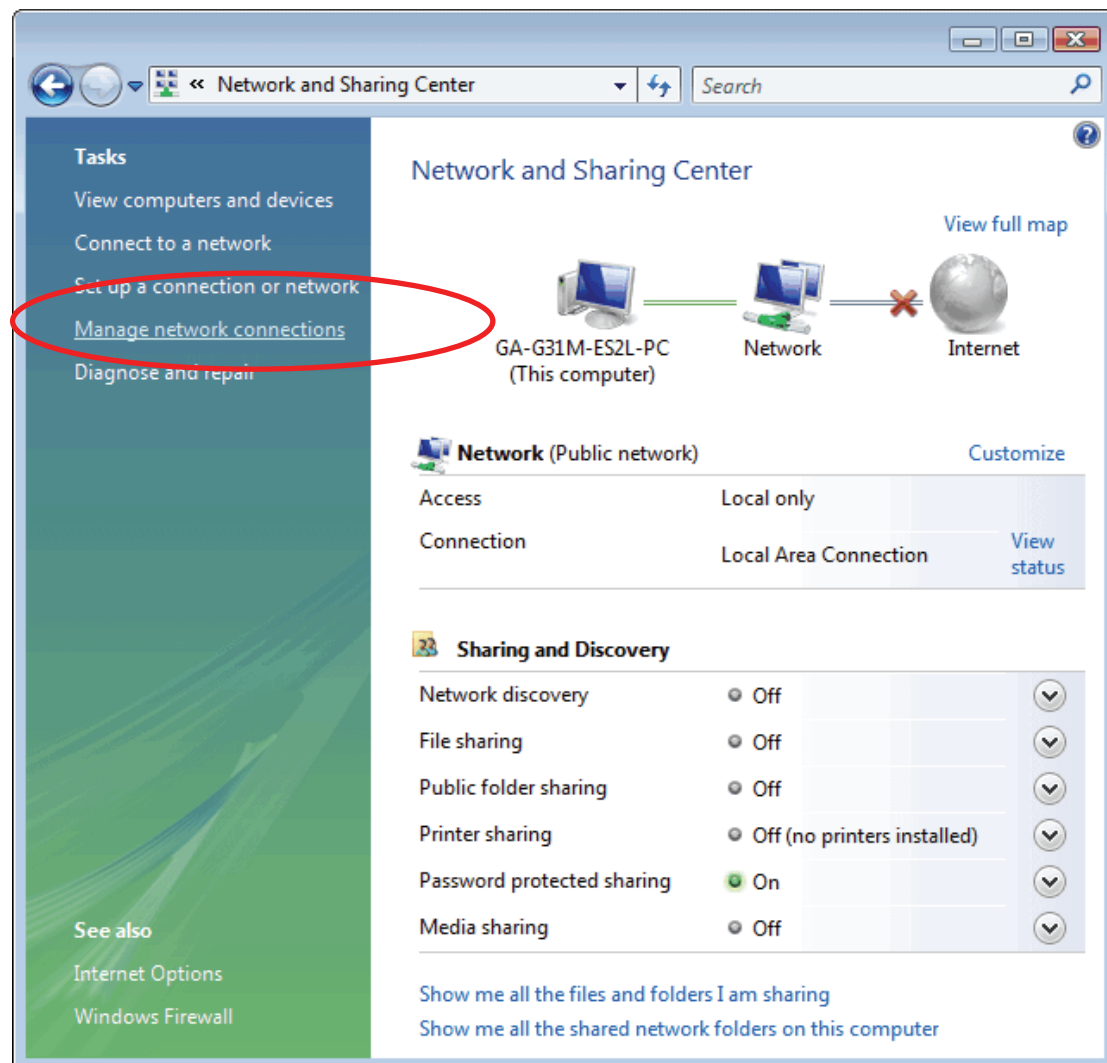 « Network and Sharing Center
Search
Tasks
View computers and devices
Connect to a network
Set up a connection or network
Manage network connections
Diagnose and repair
See also
Internet Options
Windows Firewall
Network and Sharing Center
View full map
GA-G31M-ES2L-PC
(This computer)
Network
Internet
Network (Public network)
Customize
Access
Local only
Connection
Local Area Connection
View
status
Sharing and Discovery
Network discovery
Off
File sharing
Off
Public folder sharing
Off
Printer sharing
Off (no printers installed)
Password protected sharing
On
Media sharing
Off
Show me all the files and folders I am sharing
Show me all the shared network folders on this computer